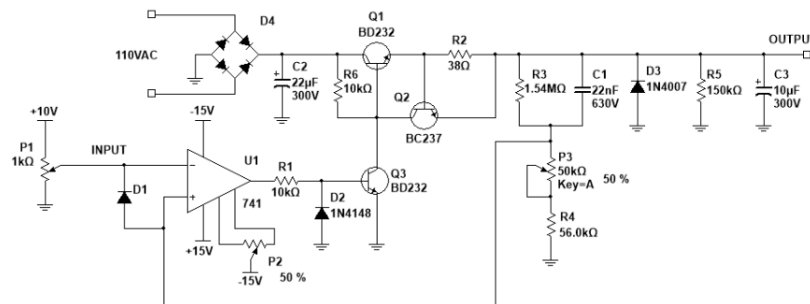 D4
110VAC
C2
22µF
300V
Q1
BD232
R6
10kΩ
R2
38Ω
Q2
BC237
OUTPU
R3
1.54MΩ
C1
22nF
630V
D3
1N4007
R5
150kΩ
C3
10µF
300V
+10V
P1
1kΩ
INPUT
D1
-15V
U1
741
+15V
R1
10kΩ
D2
1N4148
Q3
BD232
-15V
P2
50 %
P3
50kΩ
Key=A
50 %
R4
56.0kΩ